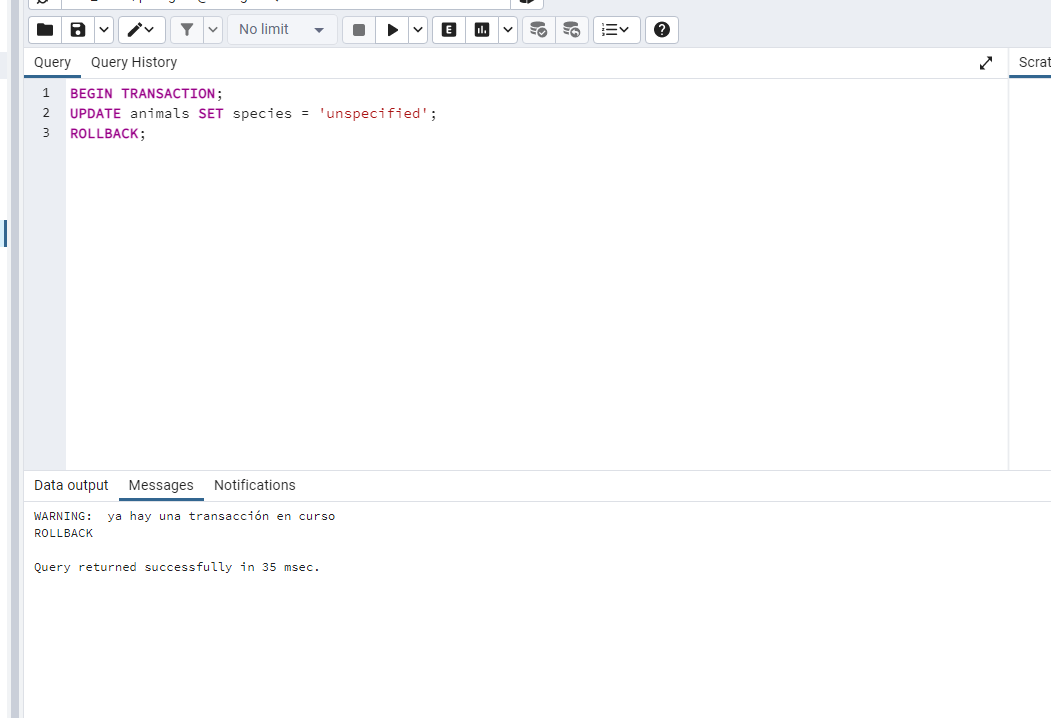 No limit
Query Query History Scrat
1 BEGIN TRANSACTION;
2 UPDATE animals SET species = 'unspecified';
3 ROLLBACK;
Data output Messages Notifications
WARNING:  ya hay una transacción en curso
ROLLBACK
Query returned successfully in 35 msec.